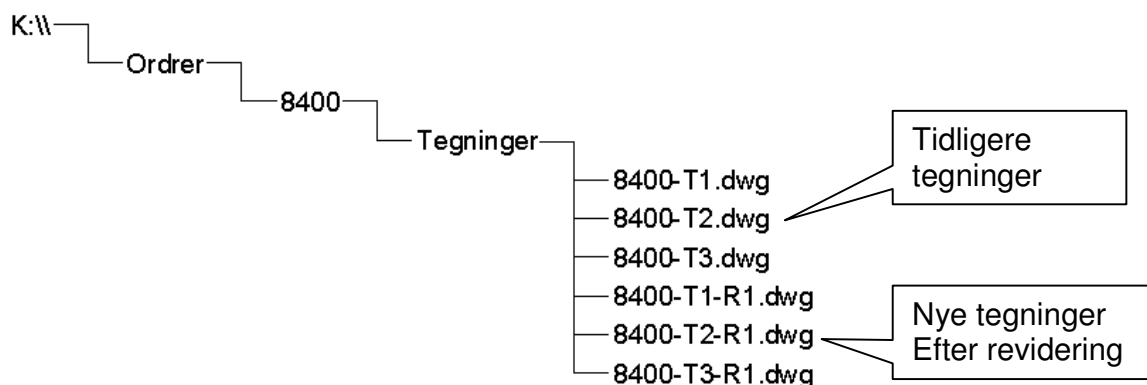 K:\\
Ordrer
8400
Tegninger
8400-T1.dwg
8400-T2.dwg
8400-T3.dwg
8400-T1-R1.dwg
8400-T2-R1.dwg
8400-T3-R1.dwg
Tidligere
tegninger
Nye tegninger
Efter revidering